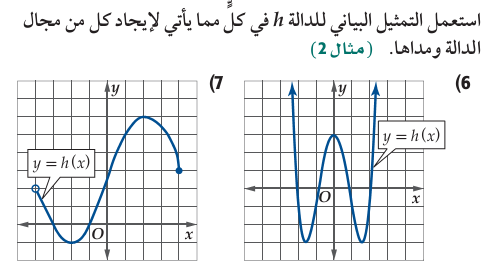 استعمل التمثيل البياني للدالة h في كلٍّ مما يأتي لإيجاد كل من مجال
الدالة ومداها. (مثال 2)
(6
y
y = h(x)
O
x
(7
y
y = h(x)
O
x